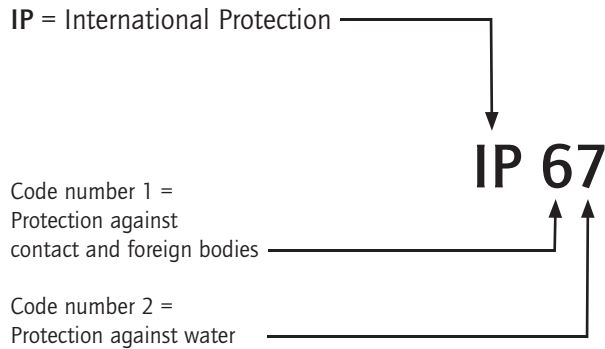 IP = International Protection
IP 67
Code number 1 =
Protection against
contact and foreign bodies
Code number 2 =
Protection against water